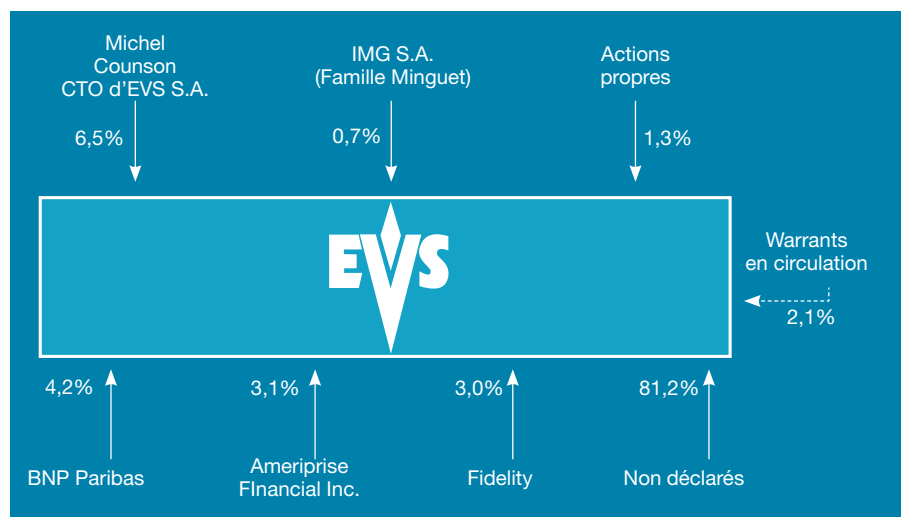 Michel
Counson
CTO d'EVS S.A.
6,5%
IMG S.A.
(Famille Minguet)
0,7%
Actions
propres
1,3%
EVS
Warrants
en circulation
2,1%
4,2%
BNP Paribas
3,1%
Ameriprise
FInancial Inc.
3,0%
Fidelity
81,2%
Non déclarés